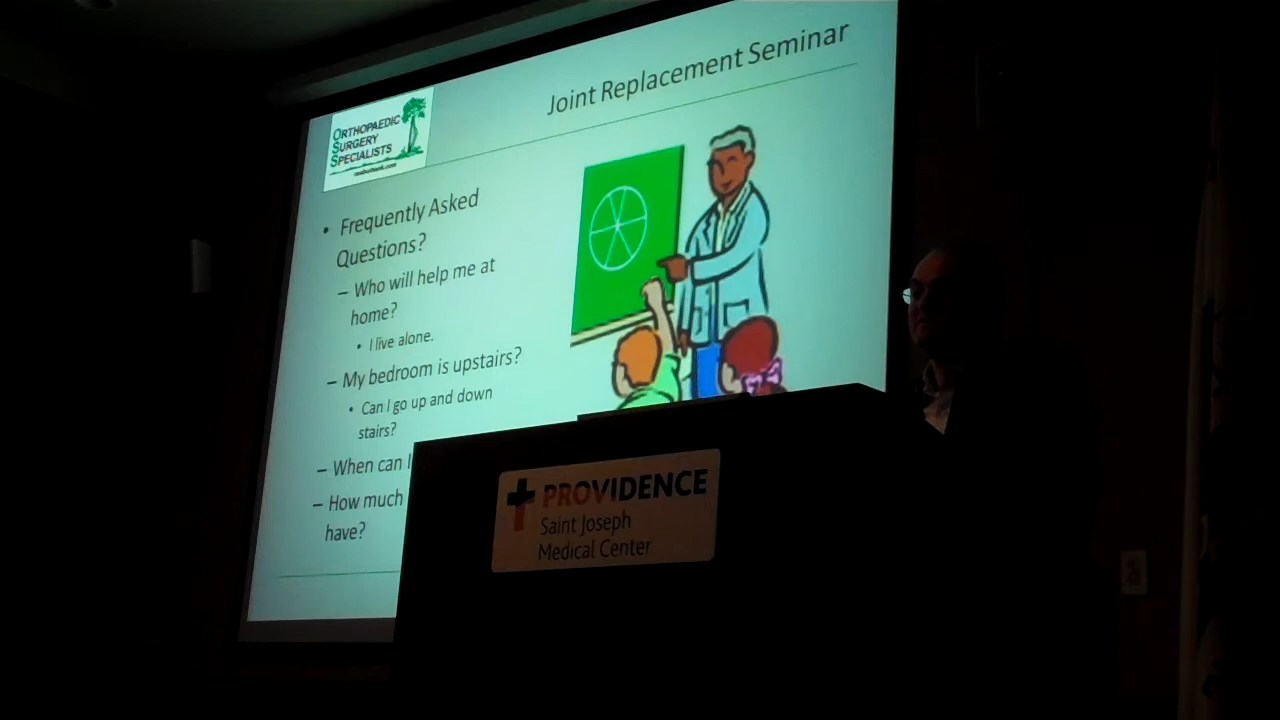 Joint Replacement Seminar
ORTHOPAEDIC
SURGERY
SPECIALISTS
• Frequently Asked
Questions?
– Who will help me at
home?
• I live alone.
– My bedroom is upstairs?
• Can I go up and down
stairs?
– When can I
– How much
have?
PROVIDENCE
Saint Joseph
Medical Center